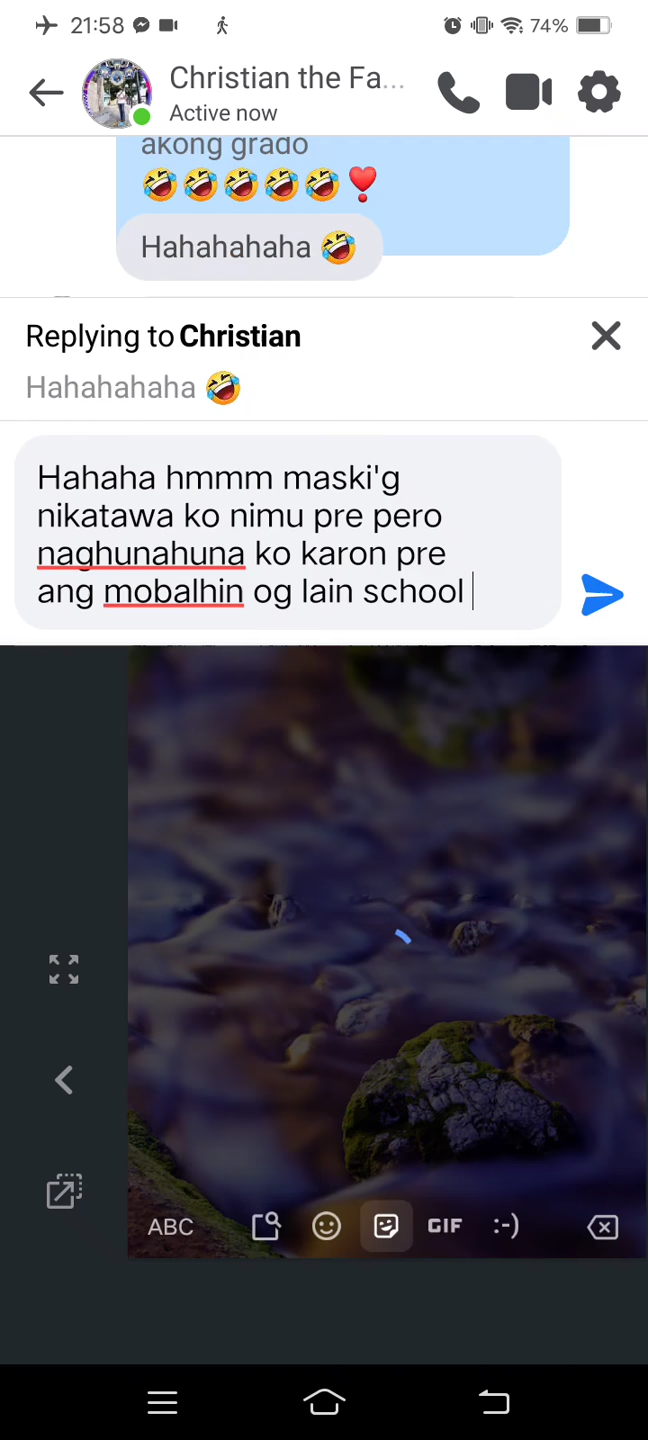 21:58
74%
Christian the Fa...
Active now
akong grado
🤣🤣🤣🤣🤣❣️
Hahahahaha 🤣
Replying to Christian
Hahahahaha 🤣
Hahaha hmmm maski'g
nikatawa ko nimu pre pero
naghunahuna ko karon pre
ang mobalhin og lain school
ABC
GIF
:-)